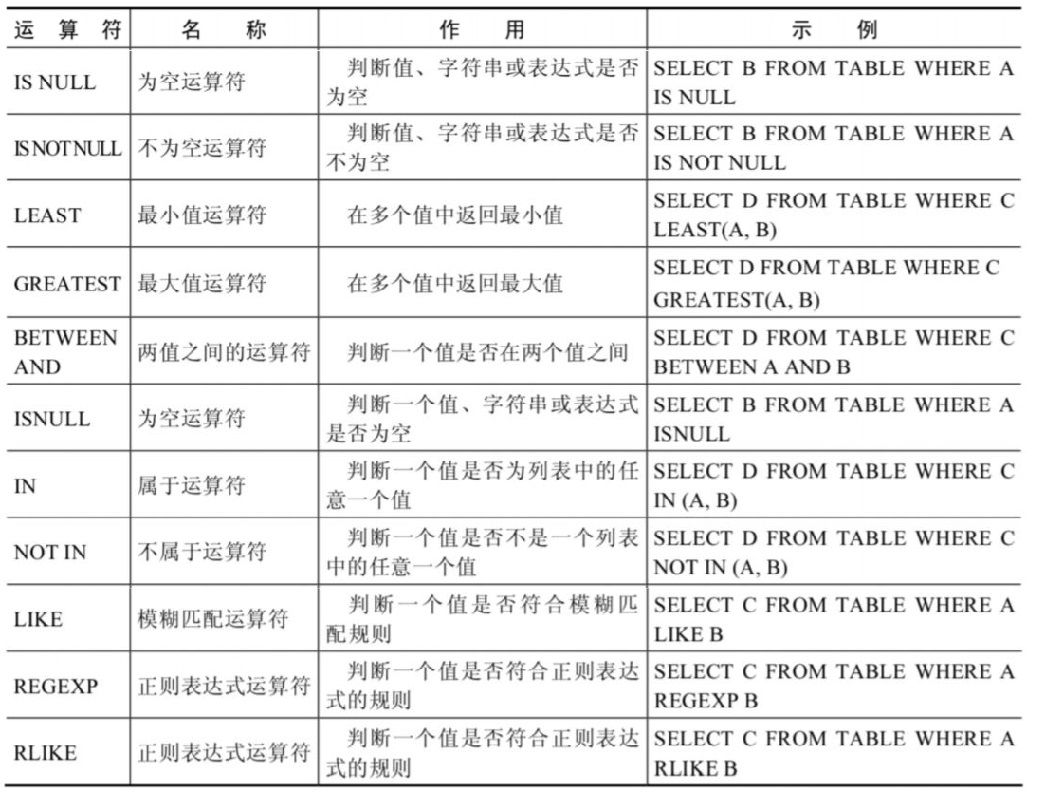 运 算 符 名 称 作 用 示 例
IS NULL 为空运算符 判断值、字符串或表达式是否为空 SELECT B FROM TABLE WHERE A IS NULL
IS NOT NULL 不为空运算符 判断值、字符串或表达式是否不为空 SELECT B FROM TABLE WHERE A IS NOT NULL
LEAST 最小值运算符 在多个值中返回最小值 SELECT D FROM TABLE WHERE C LEAST(A, B)
GREATEST 最大值运算符 在多个值中返回最大值 SELECT D FROM TABLE WHERE C GREATEST(A, B)
BETWEEN AND 两值之间的运算符 判断一个值是否在两个值之间 SELECT D FROM TABLE WHERE C BETWEEN A AND B
ISNULL 为空运算符 判断一个值、字符串或表达式是否为空 SELECT B FROM TABLE WHERE A ISNULL
IN 属于运算符 判断一个值是否为列表中的任意一个值 SELECT D FROM TABLE WHERE C IN (A, B)
NOT IN 不属于运算符 判断一个值是否不是一个列表中的任意一个值 SELECT D FROM TABLE WHERE C NOT IN (A, B)
LIKE 模糊匹配运算符 判断一个值是否符合模糊匹配规则 SELECT C FROM TABLE WHERE A LIKE B
REGEXP 正则表达式运算符 判断一个值是否符合正则表达式的规则 SELECT C FROM TABLE WHERE A REGEXP B
RLIKE 正则表达式运算符 判断一个值是否符合正则表达式的规则 SELECT C FROM TABLE WHERE A RLIKE B